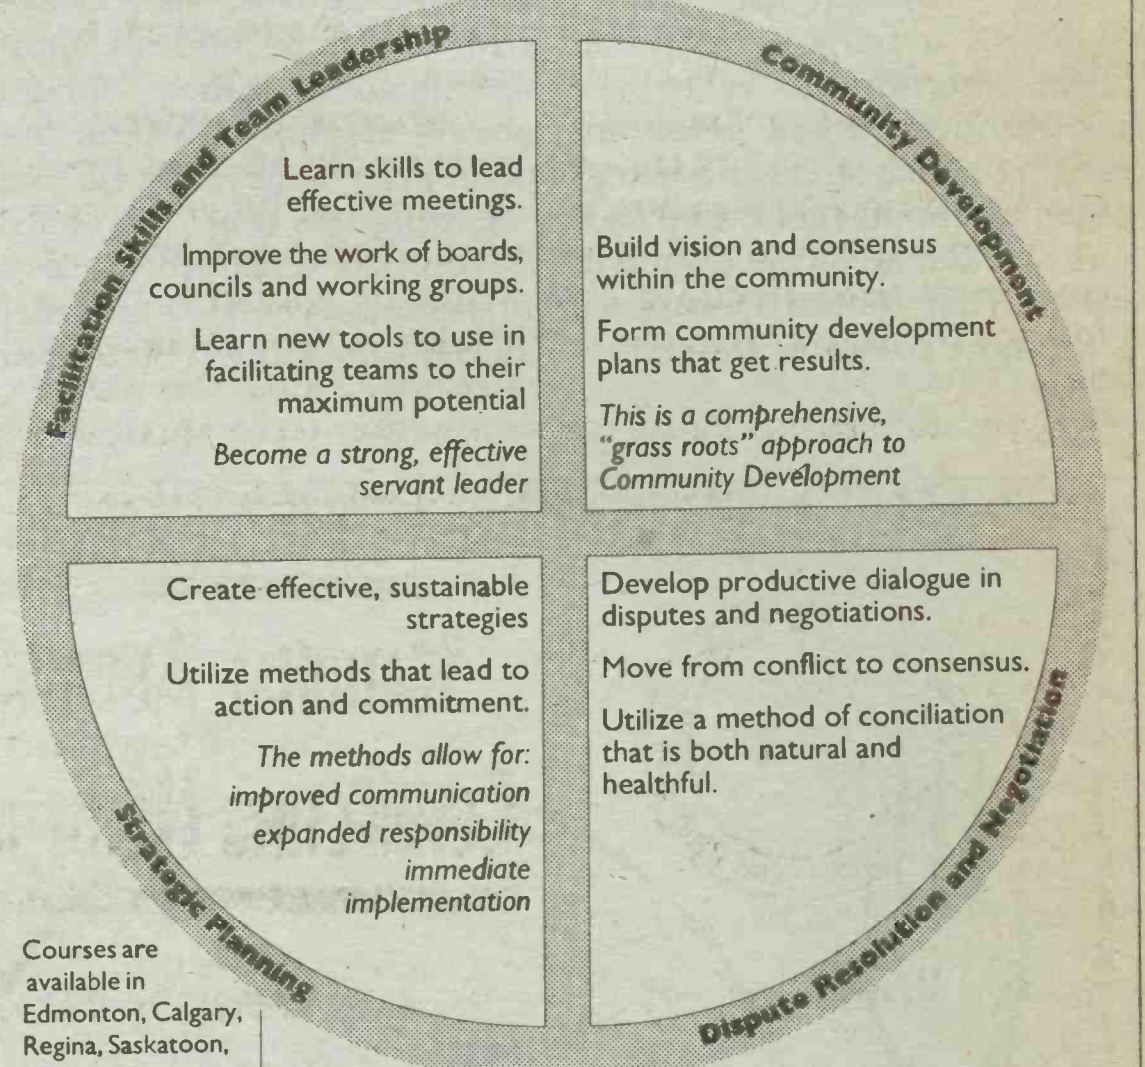 Facilitation Skills and Team Leadership
Learn skills to lead
effective meetings.
Improve the work of boards,
councils and working groups.
Learn new tools to use in
facilitating teams to their
maximum potential
Become a strong, effective
servant leader
Community Development
Build vision and consensus
within the community.
Form community development
plans that get results.
This is a comprehensive,
"grass roots" approach to
Community Development
Create effective, sustainable
strategies
Utilize methods that lead to
action and commitment.
The methods allow for:
improved communication
expanded responsibility
immediate
implementation
Strategic Planning
Develop productive dialogue in
disputes and negotiations.
Move from conflict to consensus.
Utilize a method of conciliation
that is both natural and
healthful.
Dispute Resolution and Negotiation
Courses are
available in
Edmonton, Calgary,
Regina, Saskatoon,